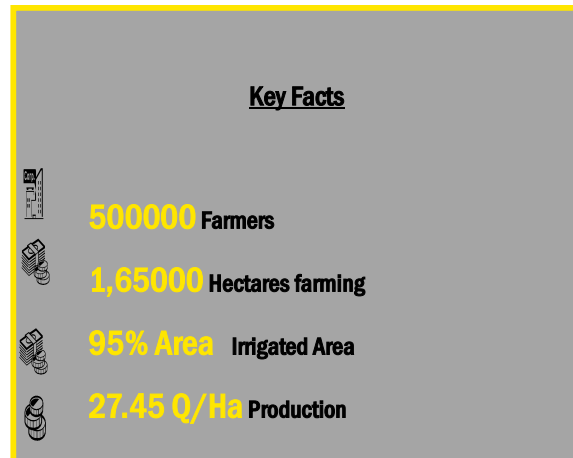 Key Facts
500000 Farmers
1,65000 Hectares farming
95% Area Irrigated Area
27.45 Q/Ha Production